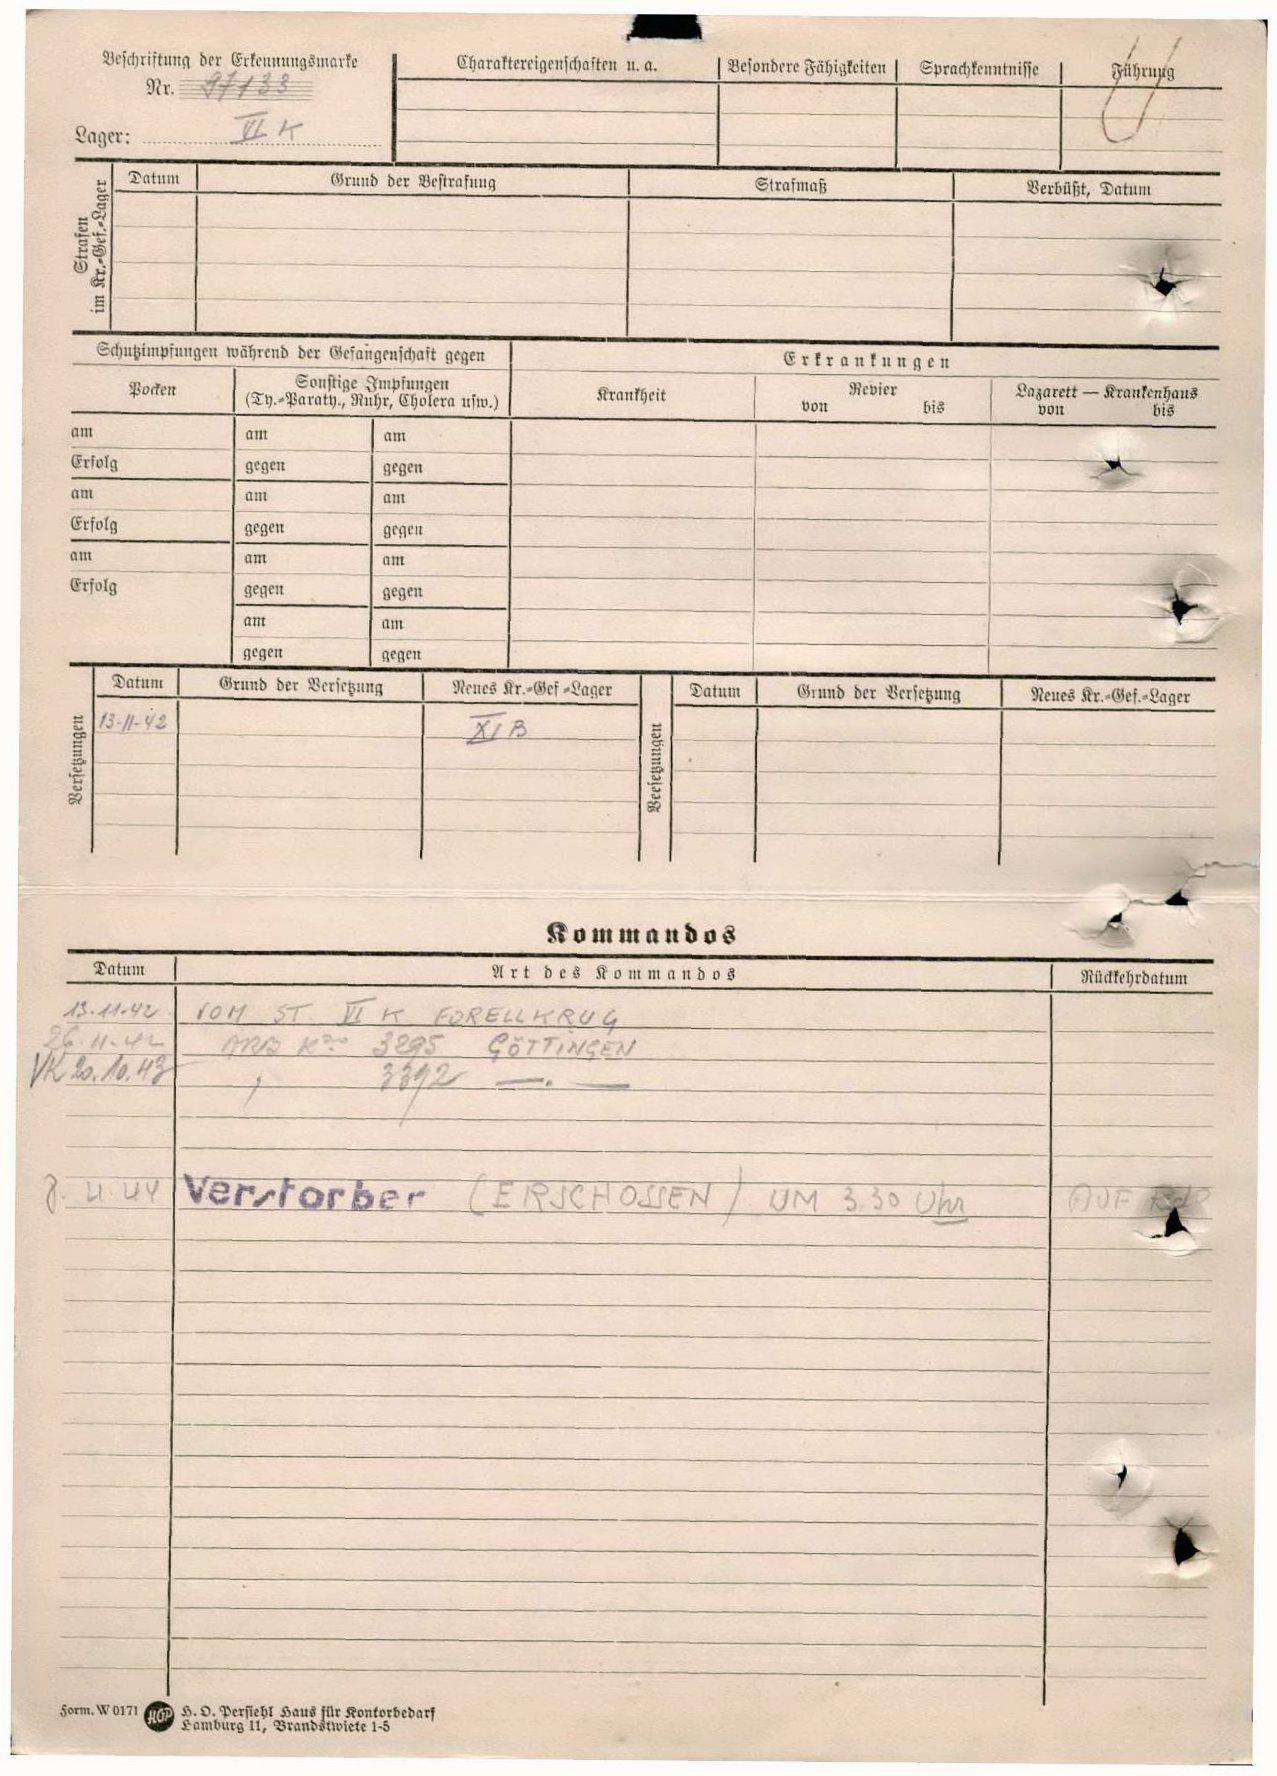 Beschriftung der Erkennungsmarke
Nr. 97133
Lager: VI K
Charaktereigenschaften u. a. Besondere Fähigkeiten Sprachkenntnisse Führung
Strafen im Kr.-Gef.-Lager
Datum Grund der Bestrafung Strafmaß Verbüßt, Datum
Schutzimpfungen während der Gefangenschaft gegen Erkrankungen
Pocken Sonstige Impfungen Krankheit Revier Lazarett — Krankenhaus
(Ty.-Paraty., Ruhr, Cholera usw.) von bis von bis
am am am
Erfolg gegen gegen
am am am
Erfolg gegen gegen
am am am
Erfolg gegen gegen
am am
gegen gegen
Versetzungen
Datum Grund der Versetzung Neues Kr.-Gef-Lager
13-11-42 XI B
Versetzungen
Datum Grund der Versetzung Neues Kr.-Gef.-Lager
Kommandos
Datum Art des Kommandos Rückkehrdatum
13-11-42 VOM ST. VI K FORELLKRUG
26-11-42 ARB Kdo 3295 GÖTTINGEN
VK 20.10.43 3392 —.—
4.44 Verstorben (ERSCHOSSEN) UM 3.30 Uhr AUF Kdo
Form. W 0171 HOP H. O. Persiehl Haus für Kontorbedarf
Hamburg 11, Brandstwiete 1-5